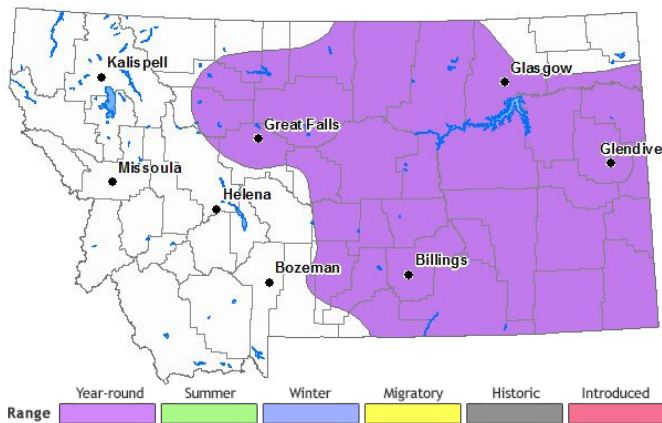 Kalispell
Glasgow
Great Falls
Glendive
Missoula
Helena
Billings
Bozeman
Year-round Summer Winter Migratory Historic Introduced
Range